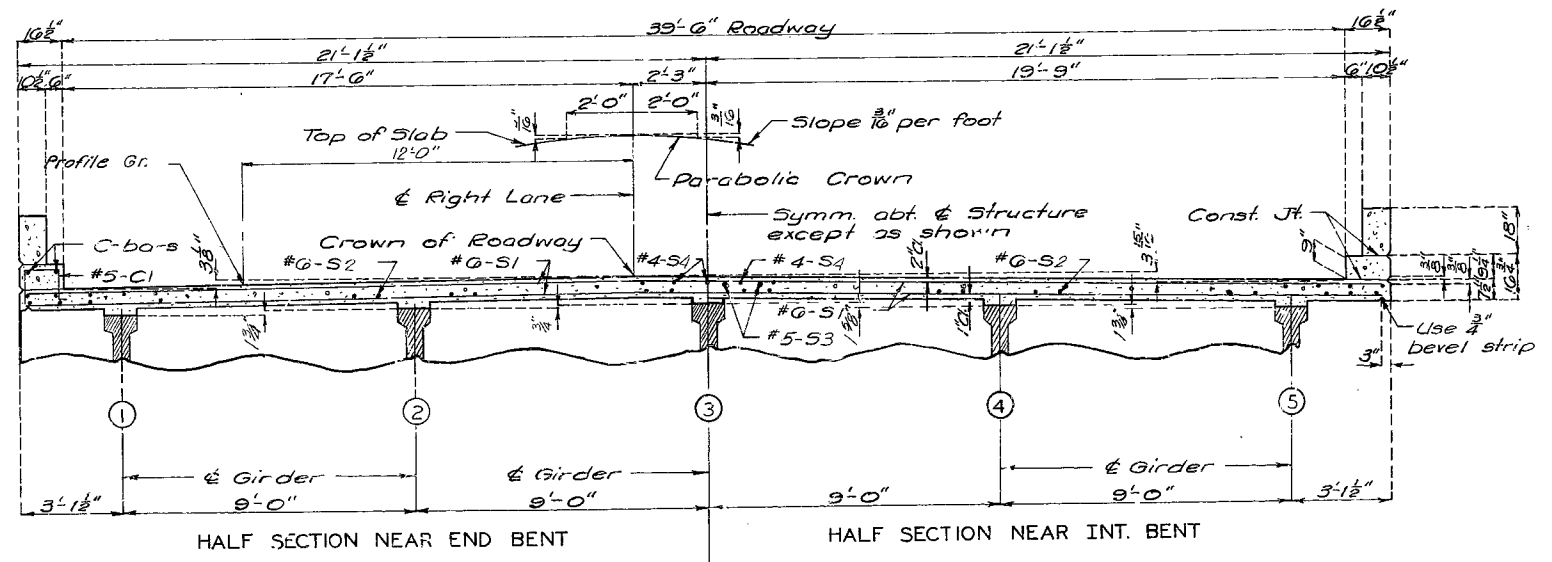 16½" 39'-6" Roadway 16½"
21'-1½" 21'-1½"
10½" 6" 17'-6" 2'-3" 19'-9" 6" 10½"
2'-0" 2'-0"
3/16"
Top of Slab
Slope 3/16" per foot
12'-0"
Profile Gr.
Parabolic Crown
℄ Right Lane
Symm. abt. ℄ Structure
except as shown
Const. Jt.
18"
C-bars
Crown of Roadway
9"
#5-C1
#6-S2 #6-S1 #4-S4 #4-S4 #6-S2
#6-S1
#5-S3
Use ¾"
bevel strip
3"
1 2 3 4 5
℄ Girder ℄ Girder ℄ Girder
3'-1½" 9'-0" 9'-0" 9'-0" 9'-0" 3'-1½"
HALF SECTION NEAR END BENT
HALF SECTION NEAR INT. BENT